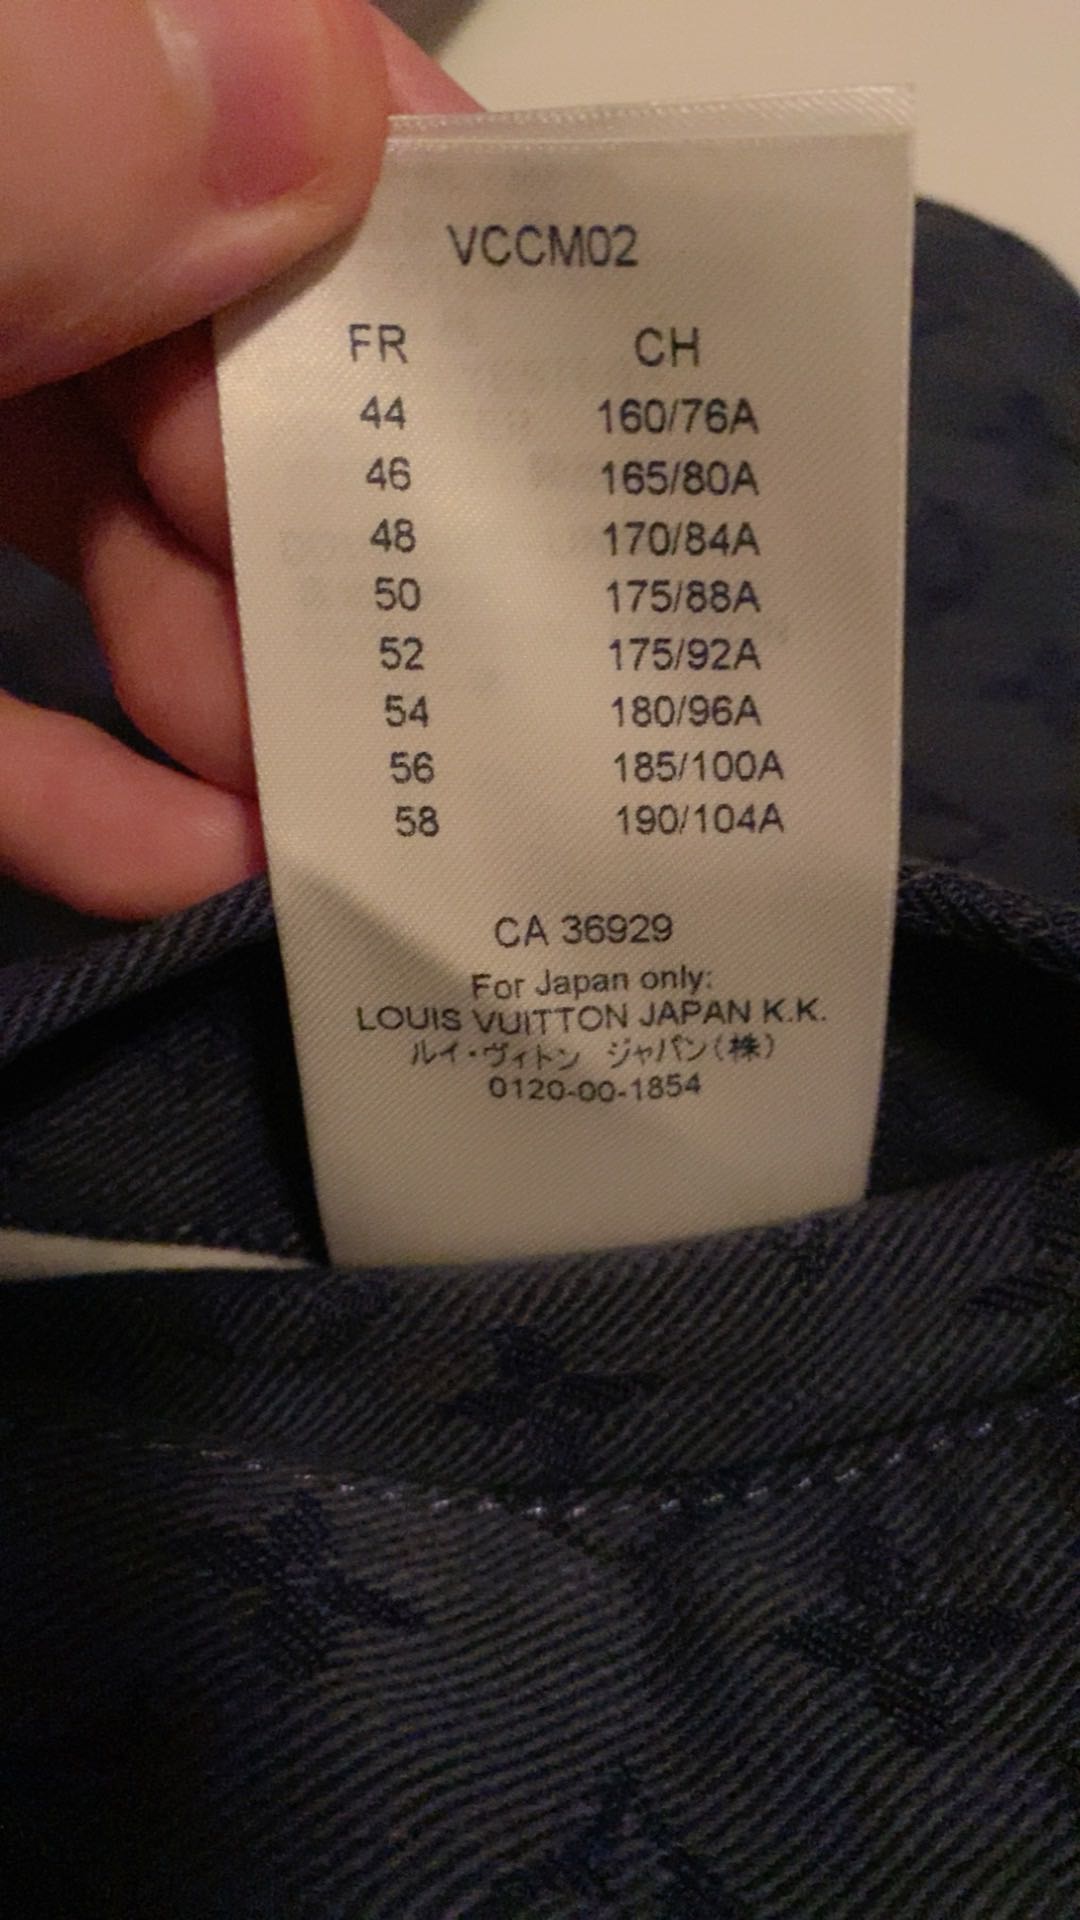 VCCM02
FR CH
44 160/76A
46 165/80A
48 170/84A
50 175/88A
52 175/92A
54 180/96A
56 185/100A
58 190/104A
CA 36929
For Japan only:
LOUIS VUITTON JAPAN K.K.
ルイ・ヴィトン ジャパン(株)
0120-00-1854